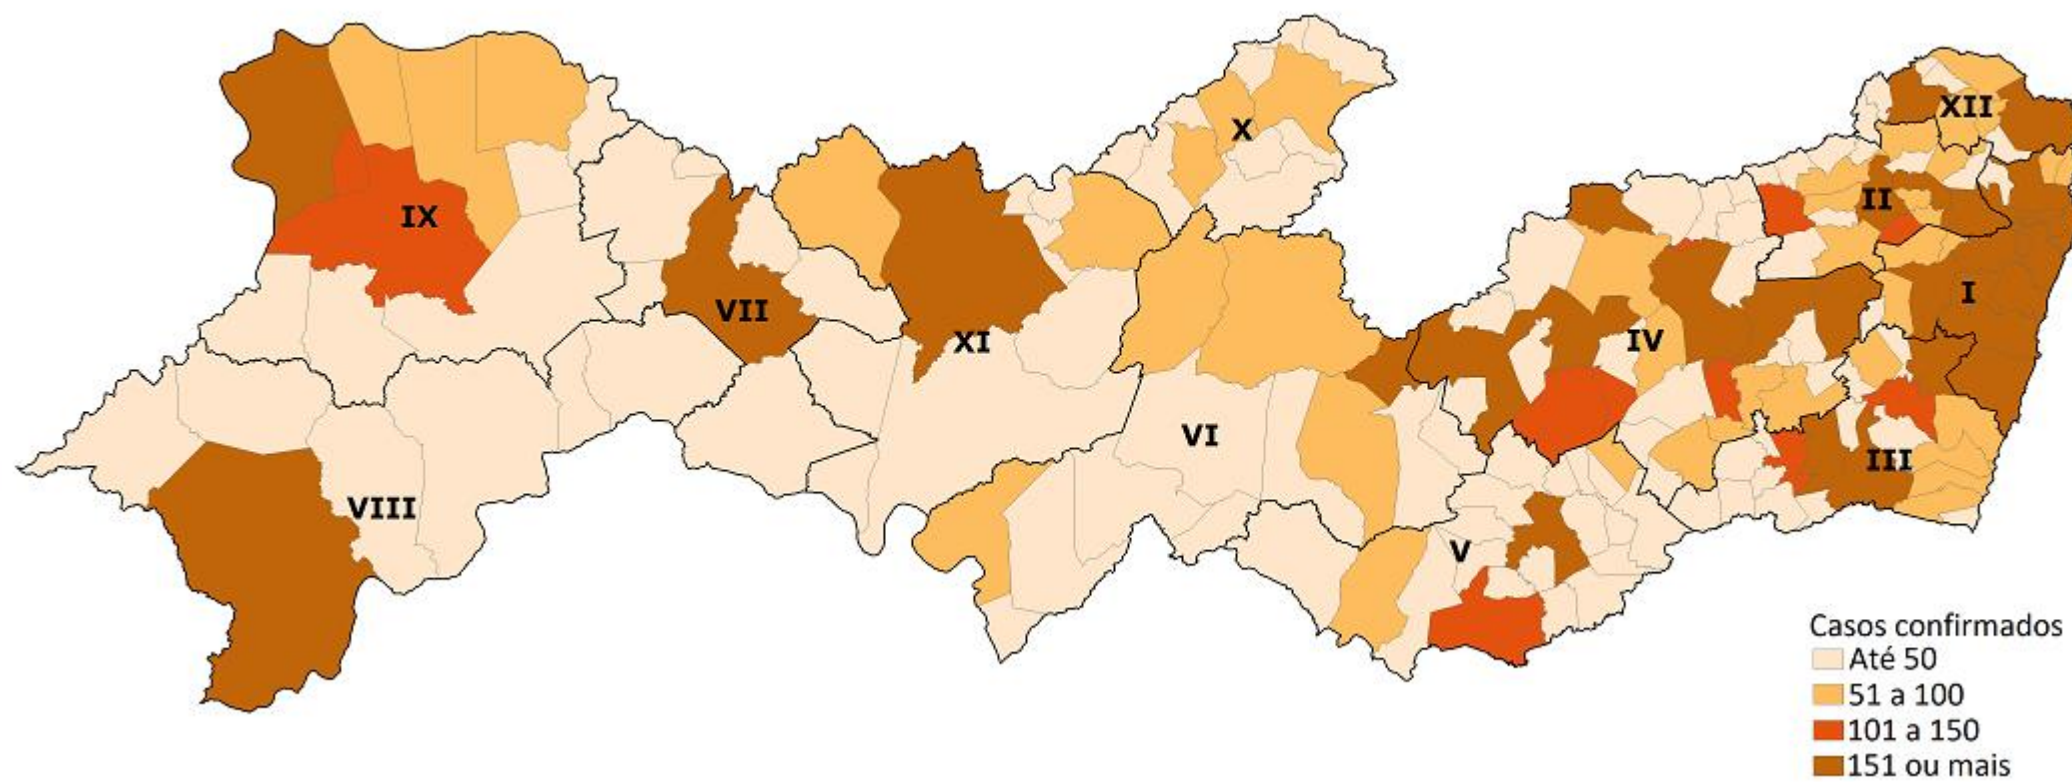 XII
X
II
IX
I
VII
XI
IV
VI
III
VIII
V
Casos confirmados
Até 50
51 a 100
101 a 150
151 ou mais